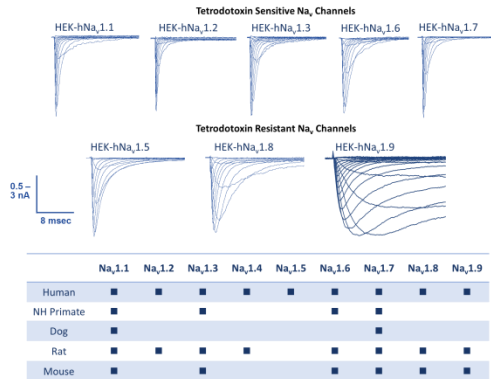 Tetrodotoxin Sensitive Naᵥ Channels
HEK-hNaᵥ1.1 HEK-hNaᵥ1.2 HEK-hNaᵥ1.3 HEK-hNaᵥ1.6 HEK-hNaᵥ1.7
Tetrodotoxin Resistant Naᵥ Channels
HEK-hNaᵥ1.5 HEK-hNaᵥ1.8 HEK-hNaᵥ1.9
0.5 –
3 nA
8 msec
Naᵥ1.1 Naᵥ1.2 Naᵥ1.3 Naᵥ1.4 Naᵥ1.5 Naᵥ1.6 Naᵥ1.7 Naᵥ1.8 Naᵥ1.9
Human ■ ■ ■ ■ ■ ■ ■ ■ ■
NH Primate ■ ■ ■ ■
Dog ■ ■
Rat ■ ■ ■ ■ ■ ■ ■ ■
Mouse ■ ■ ■ ■ ■ ■